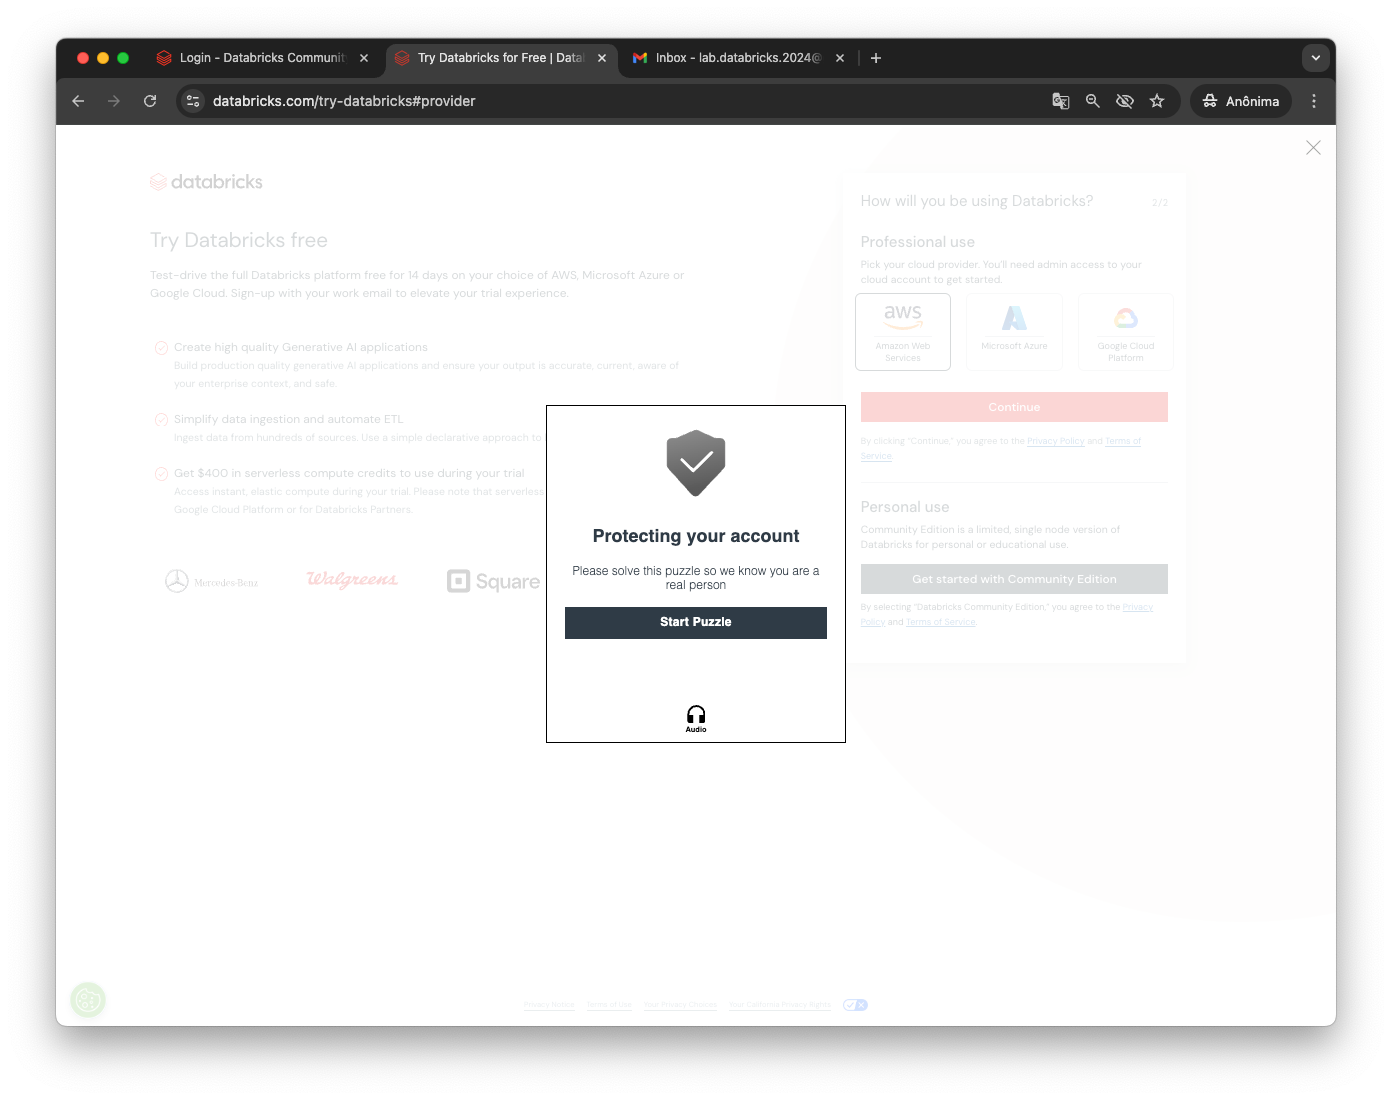 Login - Databricks Communit
Try Databricks for Free | Data
Inbox - lab.databricks.2024@
databricks.com/try-databricks#provider
Anônima
databricks
Try Databricks free
Test-drive the full Databricks platform free for 14 days on your choice of AWS, Microsoft Azure or
Google Cloud. Sign-up with your work email to elevate your trial experience.
Create high quality Generative AI applications
Build production quality generative AI applications and ensure your output is accurate, current, aware of
your enterprise context, and safe.
Simplify data ingestion and automate ETL
Ingest data from hundreds of sources. Use a simple declarative approach to
Get $400 in serverless compute credits to use during your trial
Access instant, elastic compute during your trial. Please note that serverless
Google Cloud Platform or for Databricks Partners.
Mercedes-Benz
Walgreens
Square
How will you be using Databricks?
2/2
Professional use
Pick your cloud provider. You'll need admin access to your
cloud account to get started.
aws
Amazon Web
Services
Microsoft Azure
Google Cloud
Platform
Continue
By clicking "Continue," you agree to the Privacy Policy and Terms of
Service.
Personal use
Community Edition is a limited, single node version of
Databricks for personal or educational use.
Get started with Community Edition
By selecting "Databricks Community Edition," you agree to the Privacy
Policy and Terms of Service.
Protecting your account
Please solve this puzzle so we know you are a
real person
Start Puzzle
Audio
Privacy Notice
Terms of Use
Your Privacy Choices
Your California Privacy Rights